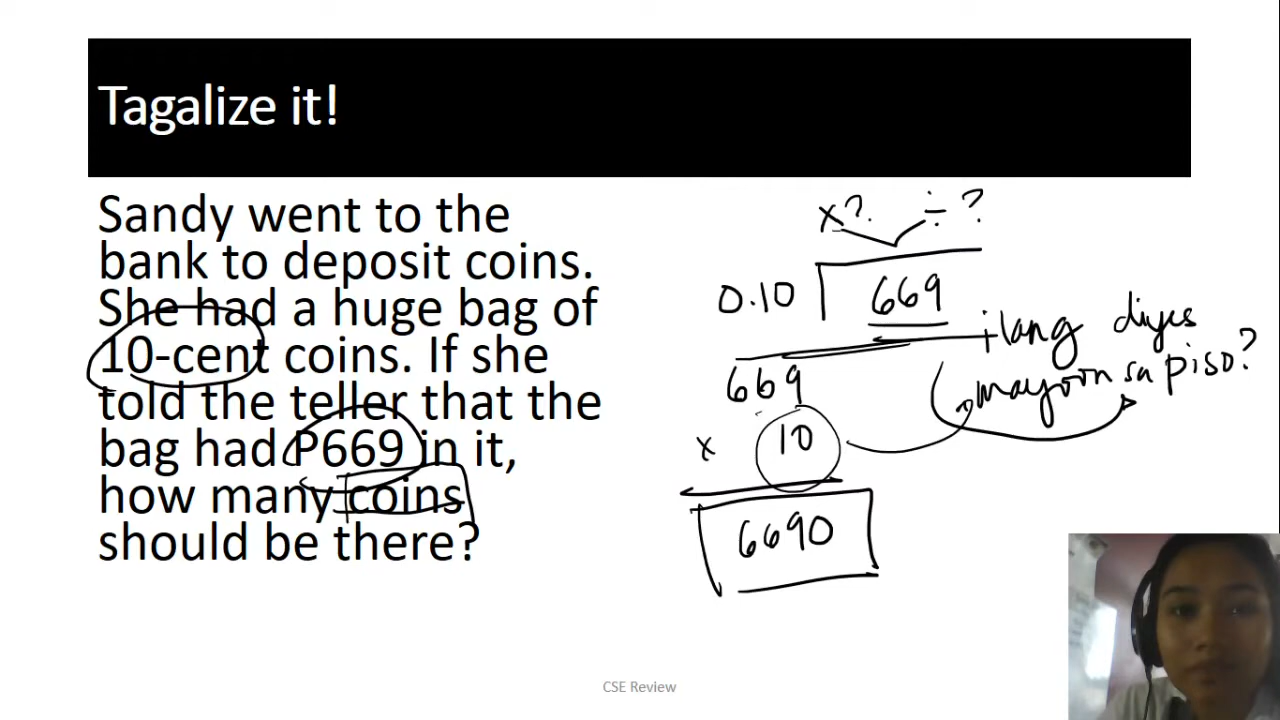 Tagalize it!
Sandy went to the
bank to deposit coins.
She had a huge bag of
10-cent coins. If she
told the teller that the
bag had P669 in it,
how many coins
should be there?
x? ÷ ?
0.10 669
ilang diyes
mayroon sa piso?
669
x 10
6690
CSE Review